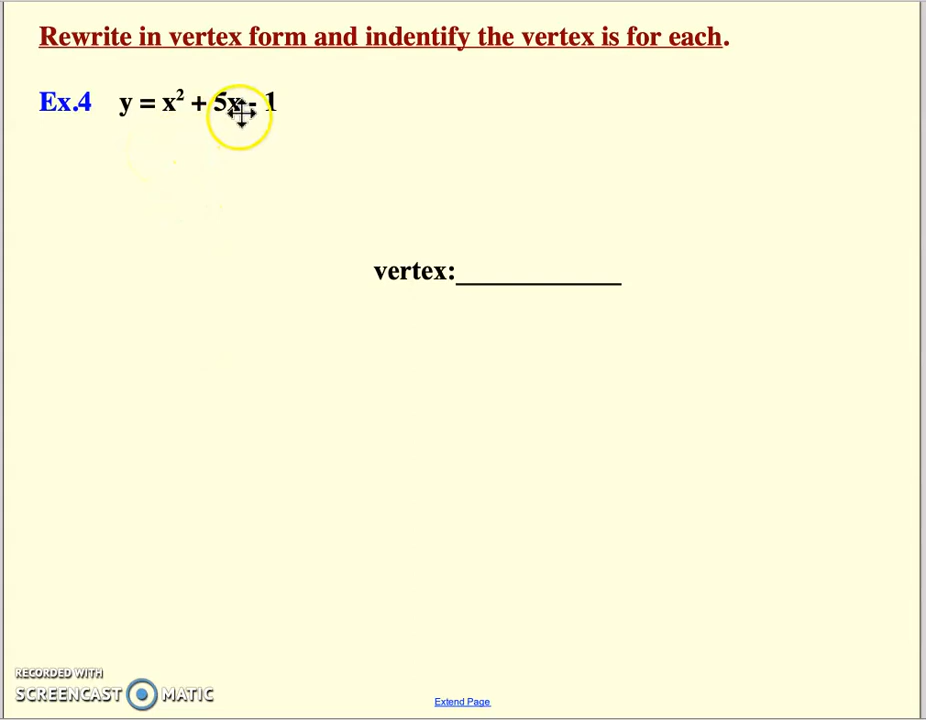 Rewrite in vertex form and indentify the vertex is for each.
Ex.4 y = x² + 5x - 1
vertex:____________
RECORDED WITH
SCREENCAST MATIC
Extend Page